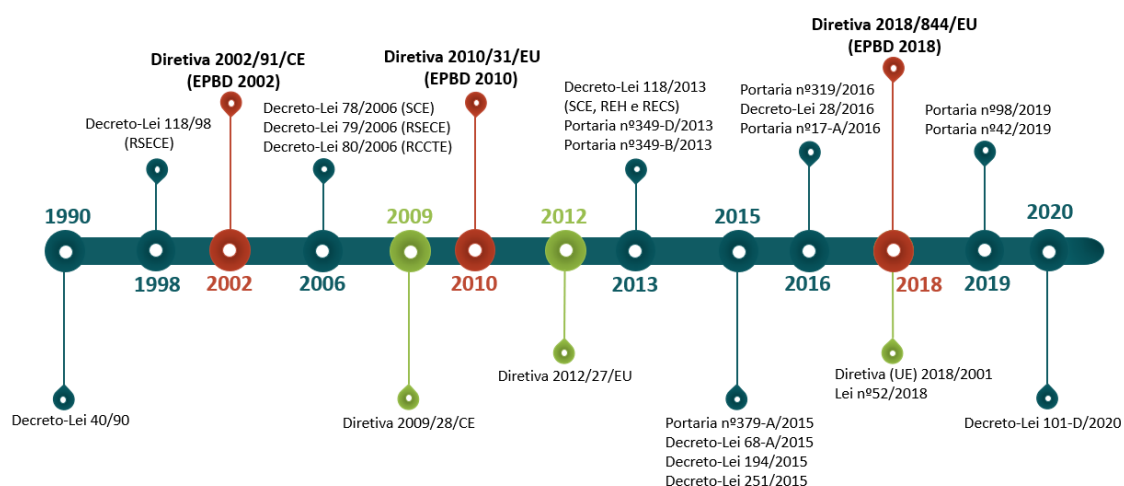 Diretiva 2018/844/EU
(EPBD 2018)
Diretiva 2002/91/CE
(EPBD 2002)
Diretiva 2010/31/EU
(EPBD 2010)
Decreto-Lei 118/98
(RSECE)
Decreto-Lei 78/2006 (SCE)
Decreto-Lei 79/2006 (RSECE)
Decreto-Lei 80/2006 (RCCTE)
Decreto-Lei 118/2013
(SCE, REH e RECS)
Portaria nº349-D/2013
Portaria nº349-B/2013
Portaria nº319/2016
Decreto-Lei 28/2016
Portaria nº17-A/2016
Portaria nº98/2019
Portaria nº42/2019
1990
2009
2012
2015
2020
1998
2002
2006
2010
2013
2016
2018
2019
Decreto-Lei 40/90
Diretiva 2009/28/CE
Diretiva 2012/27/EU
Portaria nº379-A/2015
Decreto-Lei 68-A/2015
Decreto-Lei 194/2015
Decreto-Lei 251/2015
Diretiva (UE) 2018/2001
Lei nº52/2018
Decreto-Lei 101-D/2020